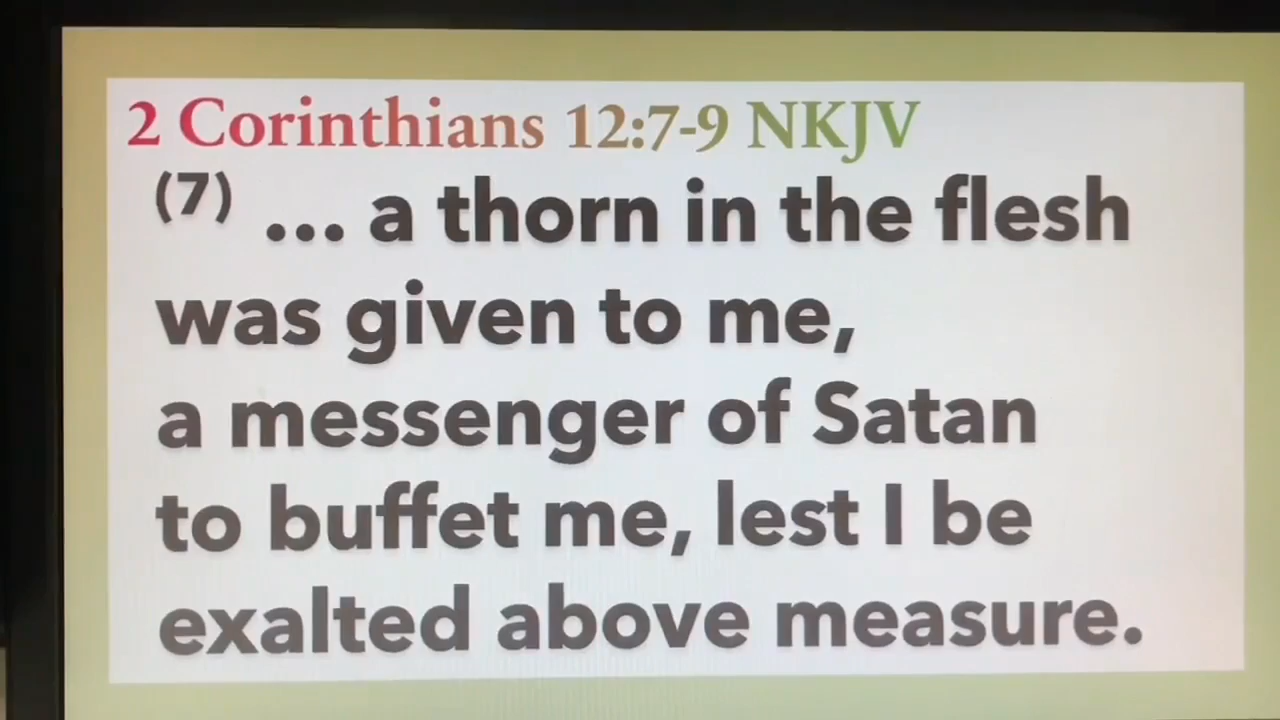 2 Corinthians 12:7-9 NKJV
(7) ... a thorn in the flesh
was given to me,
a messenger of Satan
to buffet me, lest I be
exalted above measure.